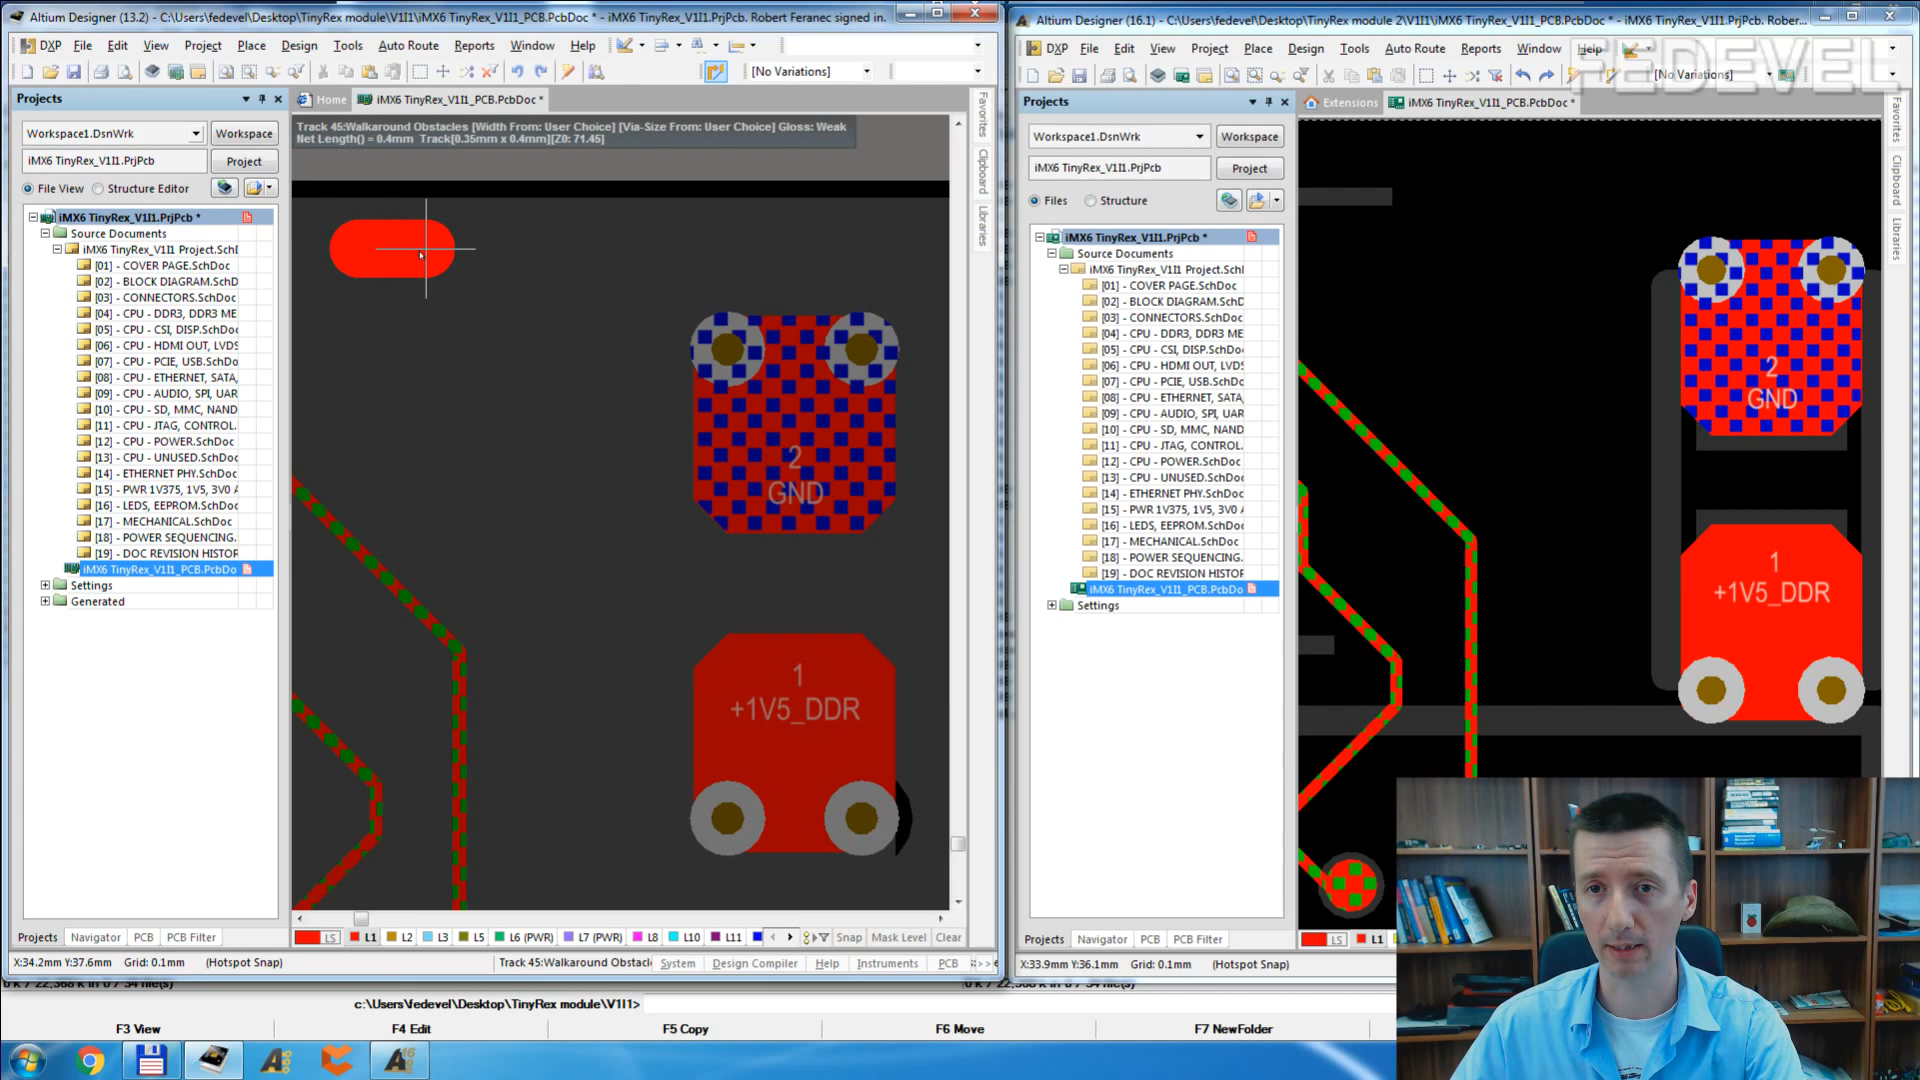 Altium Designer (13.2) - C:\Users\fedevel\Desktop\TinyRex module\V1I1\iMX6 TinyRex_V1I1_PCB.PcbDoc * - iMX6 TinyRex_V1I1.PrjPcb. Robert Feranec signed in.
DXP File Edit View Project Place Design Tools Auto Route Reports Window Help
[No Variations]
Projects
Home iMX6 TinyRex_V1I1_PCB.PcbDoc *
Workspace1.DsnWrk Workspace
iMX6 TinyRex_V1I1.PrjPcb Project
File View Structure Editor
iMX6 TinyRex_V1I1.PrjPcb *
Source Documents
iMX6 TinyRex_V1I1 Project.SchI
[01] - COVER PAGE.SchDoc
[02] - BLOCK DIAGRAM.SchD
[03] - CONNECTORS.SchDoc
[04] - CPU - DDR3, DDR3 ME
[05] - CPU - CSI, DISP.SchDoc
[06] - CPU - HDMI OUT, LVDS
[07] - CPU - PCIE, USB.SchDo
[08] - CPU - ETHERNET, SATA,
[09] - CPU - AUDIO, SPI, UAR
[10] - CPU - SD, MMC, NAND
[11] - CPU - JTAG, CONTROL.
[12] - CPU - POWER.SchDoc
[13] - CPU - UNUSED.SchDoc
[14] - ETHERNET PHY.SchDoc
[15] - PWR 1V375, 1V5, 3V0 A
[16] - LEDS, EEPROM.SchDoc
[17] - MECHANICAL.SchDoc
[18] - POWER SEQUENCING.
[19] - DOC REVISION HISTOR
iMX6 TinyRex_V1I1_PCB.PcbDo
Settings
Generated
Projects Navigator PCB PCB Filter
Track 45:Walkaround Obstacles [Width From: User Choice] [Via-Size From: User Choice] Gloss: Weak
Net Length() = 0.4mm Track[0.35mm x 0.4mm][Z0: 71.45]
2
GND
1
+1V5_DDR
Favorites
Clipboard
Libraries
LS L1 L2 L3 L5 L6 (PWR) L7 (PWR) L8 L10 L11 Snap Mask Level Clear
X:34.2mm Y:37.6mm Grid: 0.1mm (Hotspot Snap) Track 45:Walkaround Obstacl System Design Compiler Help Instruments PCB >>
Altium Designer (16.1) - C:\Users\fedevel\Desktop\TinyRex module 2\V1I1\iMX6 TinyRex_V1I1_PCB.PcbDoc * - iMX6 TinyRex_V1I1.PrjPcb. Rober...
DXP File Edit View Project Place Design Tools Auto Route Reports Window Help
FEDEVEL
[No Variations]
Projects
Extensions iMX6 TinyRex_V1I1_PCB.PcbDoc *
Workspace1.DsnWrk Workspace
iMX6 TinyRex_V1I1.PrjPcb Project
Files Structure
iMX6 TinyRex_V1I1.PrjPcb *
Source Documents
iMX6 TinyRex_V1I1 Project.SchI
[01] - COVER PAGE.SchDoc
[02] - BLOCK DIAGRAM.SchD
[03] - CONNECTORS.SchDoc
[04] - CPU - DDR3, DDR3 ME
[05] - CPU - CSI, DISP.SchDoc
[06] - CPU - HDMI OUT, LVDS
[07] - CPU - PCIE, USB.SchDo
[08] - CPU - ETHERNET, SATA,
[09] - CPU - AUDIO, SPI, UAR
[10] - CPU - SD, MMC, NAND
[11] - CPU - JTAG, CONTROL.
[12] - CPU - POWER.SchDoc
[13] - CPU - UNUSED.SchDoc
[14] - ETHERNET PHY.SchDoc
[15] - PWR 1V375, 1V5, 3V0 A
[16] - LEDS, EEPROM.SchDoc
[17] - MECHANICAL.SchDoc
[18] - POWER SEQUENCING.
[19] - DOC REVISION HISTOR
iMX6 TinyRex_V1I1_PCB.PcbDo
Settings
Projects Navigator PCB PCB Filter
2
GND
1
+1V5_DDR
Favorites
Clipboard
Libraries
LS L1
X:33.9mm Y:36.1mm Grid: 0.1mm (Hotspot Snap)
c:\Users\fedevel\Desktop\TinyRex module\V1I1>
F3 View F4 Edit F5 Copy F6 Move F7 NewFolder